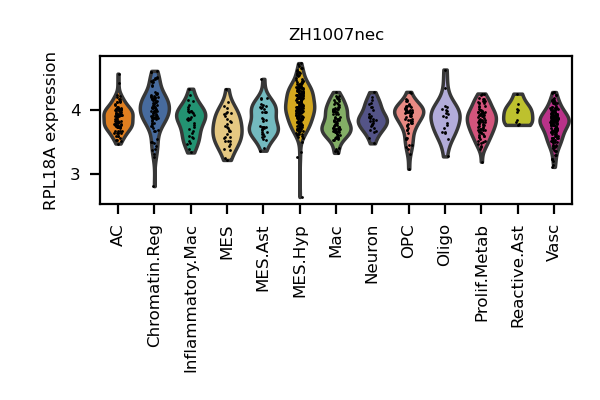 ZH1007nec
RPL18A expression
4
3
AC
Chromatin.Reg
Inflammatory.Mac
MES
MES.Ast
MES.Hyp
Mac
Neuron
OPC
Oligo
Prolif.Metab
Reactive.Ast
Vasc